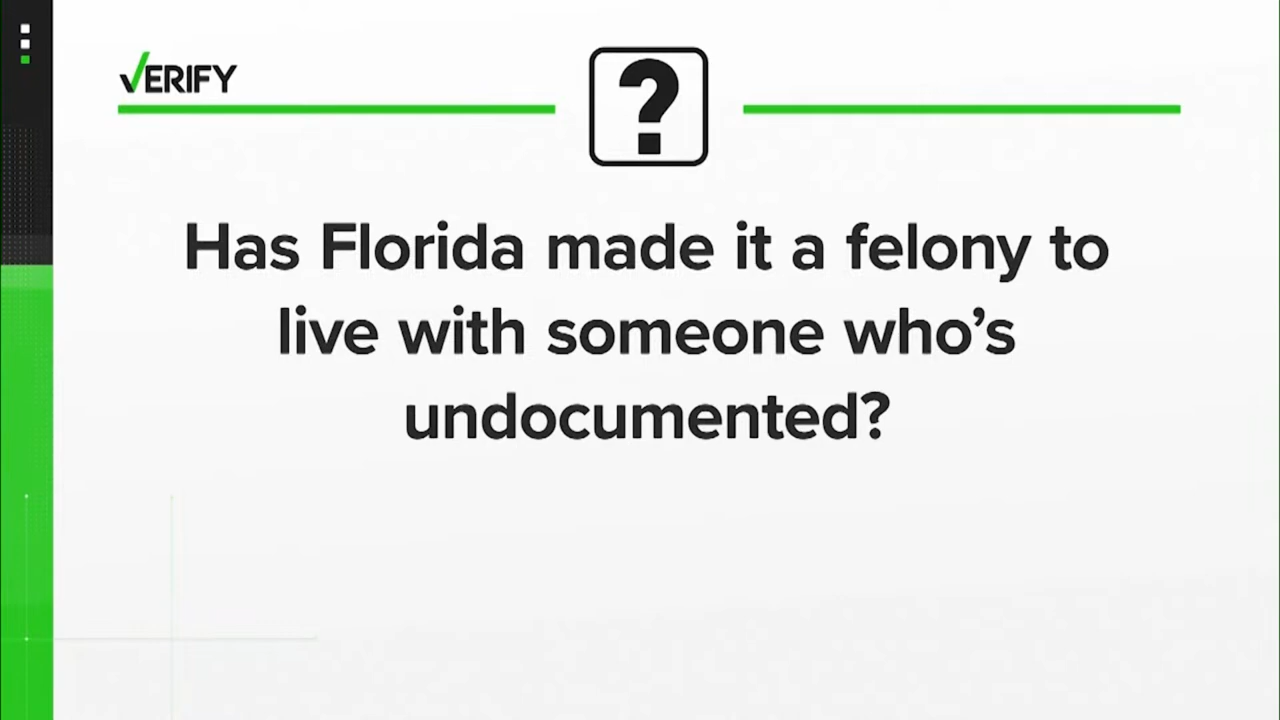 VERIFY
?
Has Florida made it a felony to
live with someone who's
undocumented?